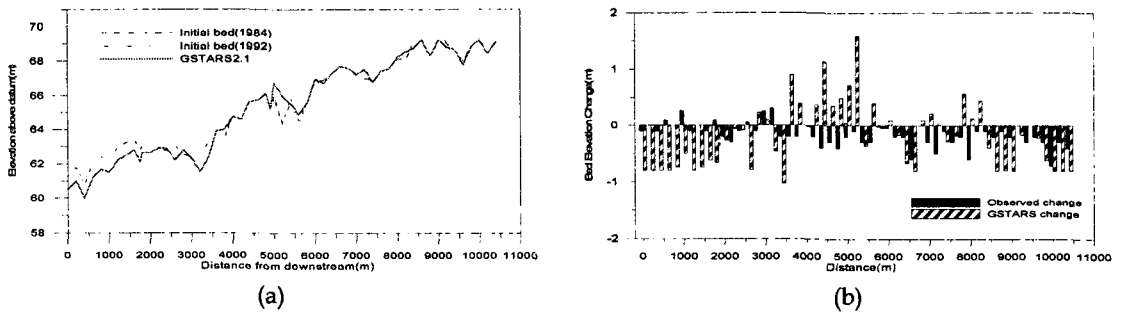 (a)
70
68
66
64
62
60
58
Elevation above datum(m)
Initial bed(1984)
Initial bed(1992)
GSTARS2.1
0 1000 2000 3000 4000 5000 6000 7000 8000 9000 10000 11000
Distance from downstream(m)
(a)
(b)
2
1
0
-1
-2
Bed Elevation Change(m)
Observed change
GSTARS change
0 1000 2000 3000 4000 5000 6000 7000 8000 9000 10000 11000
Distance(m)
(b)